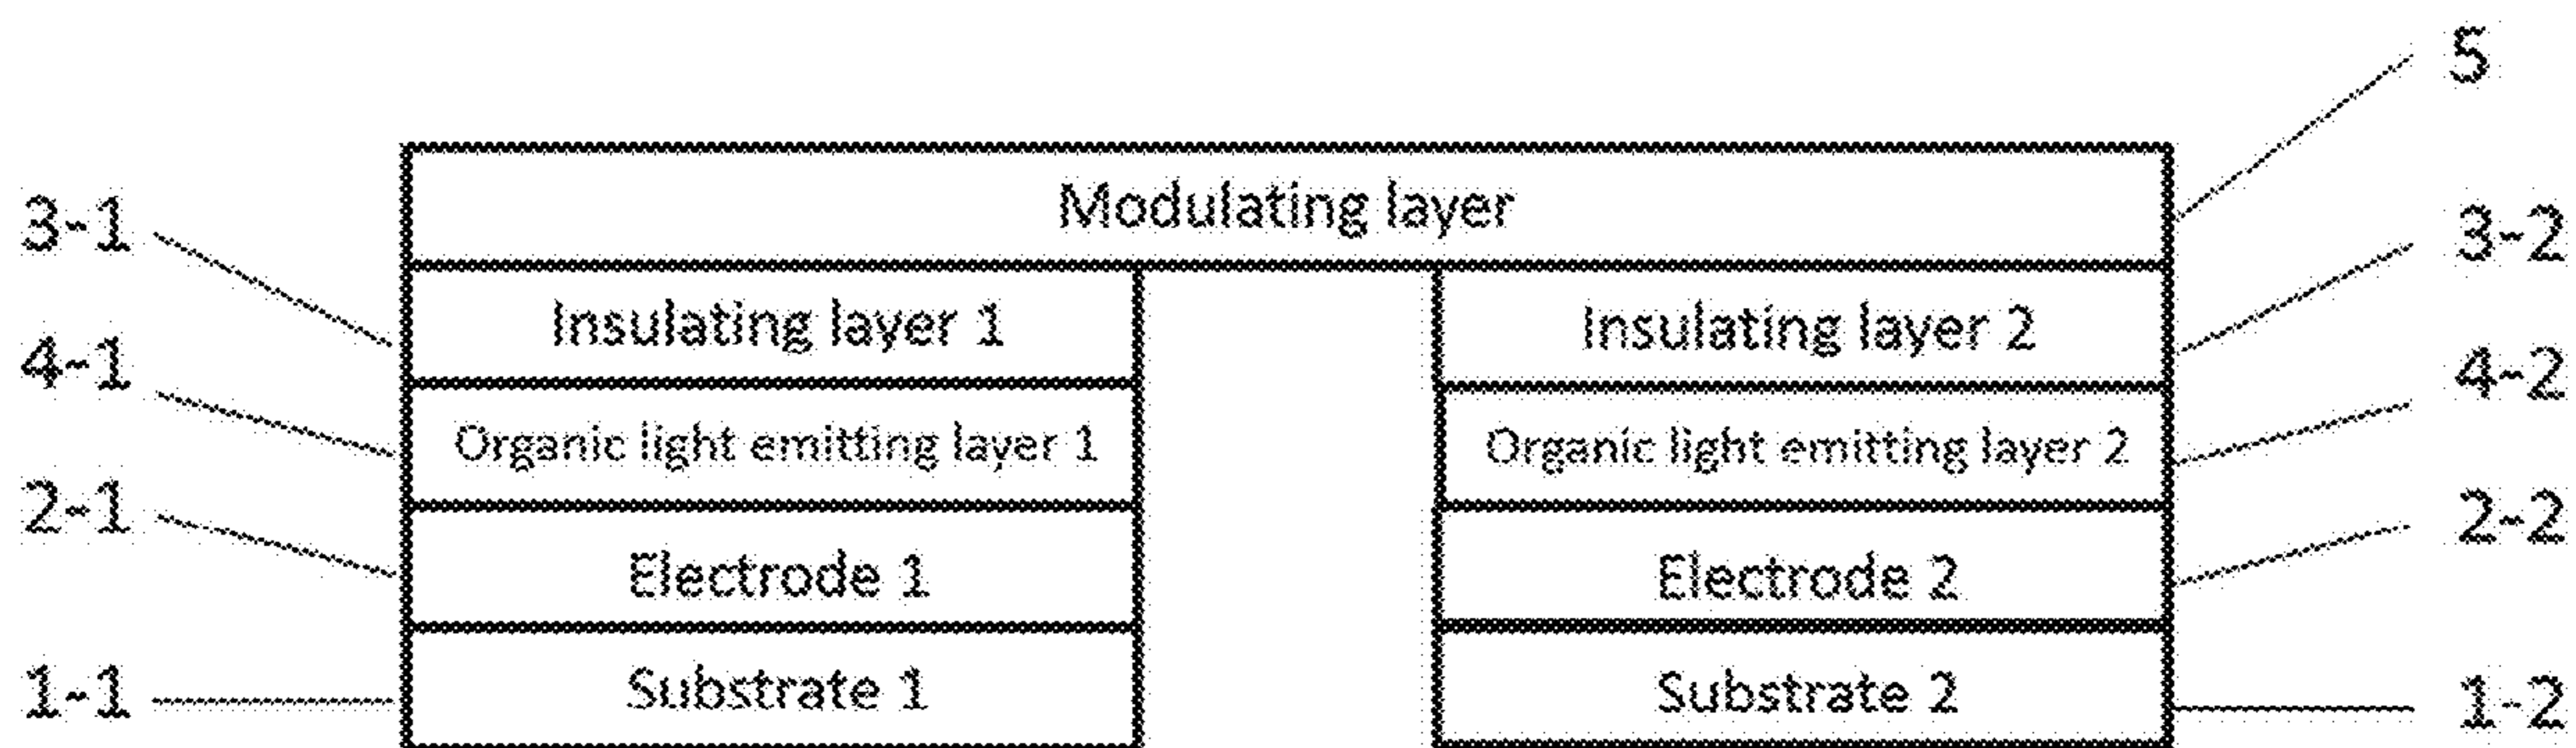 5
Modulating layer
3-1
3-2
Insulating layer 1
Insulating layer 2
4-1
4-2
Organic light emitting layer 1
Organic light emitting layer 2
2-1
2-2
Electrode 1
Electrode 2
1-1
Substrate 1
Substrate 2
1-2